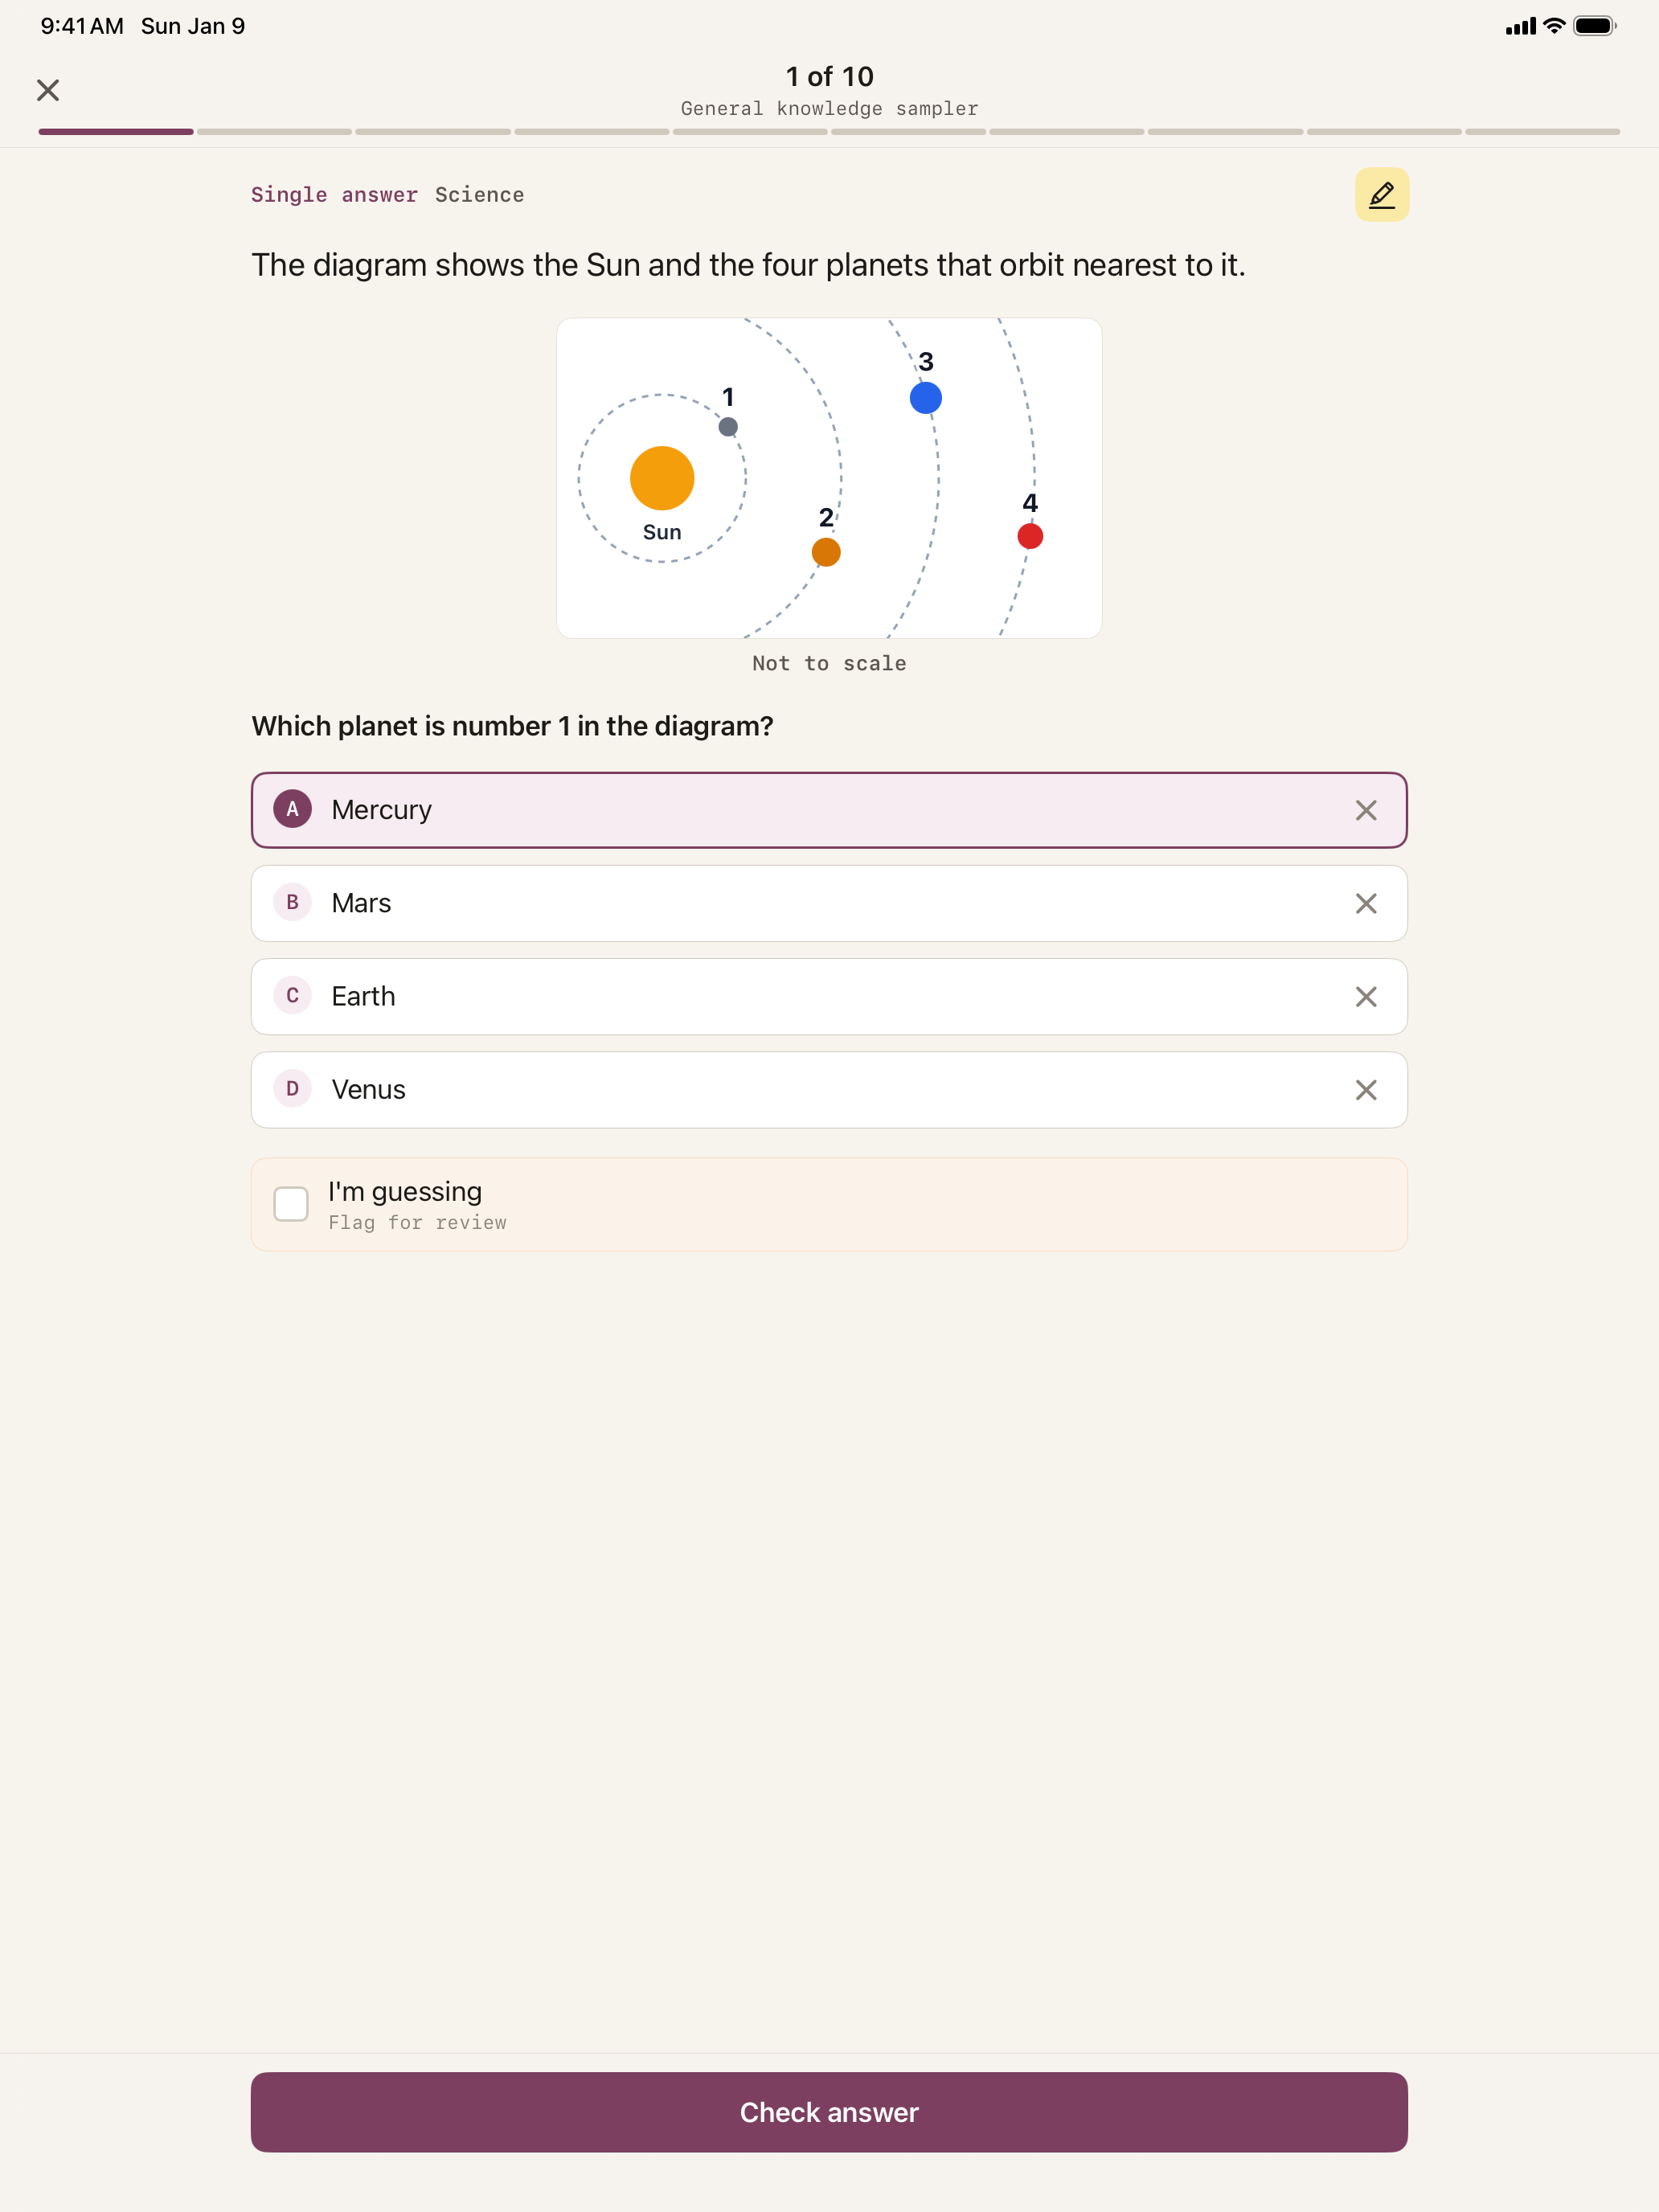 9:41 AM Sun Jan 9
1 of 10
General knowledge sampler
Single answer Science
The diagram shows the Sun and the four planets that orbit nearest to it.
3
1
4
2
Sun
Not to scale
Which planet is number 1 in the diagram?
A Mercury
B Mars
C Earth
D Venus
I'm guessing
Flag for review
Check answer